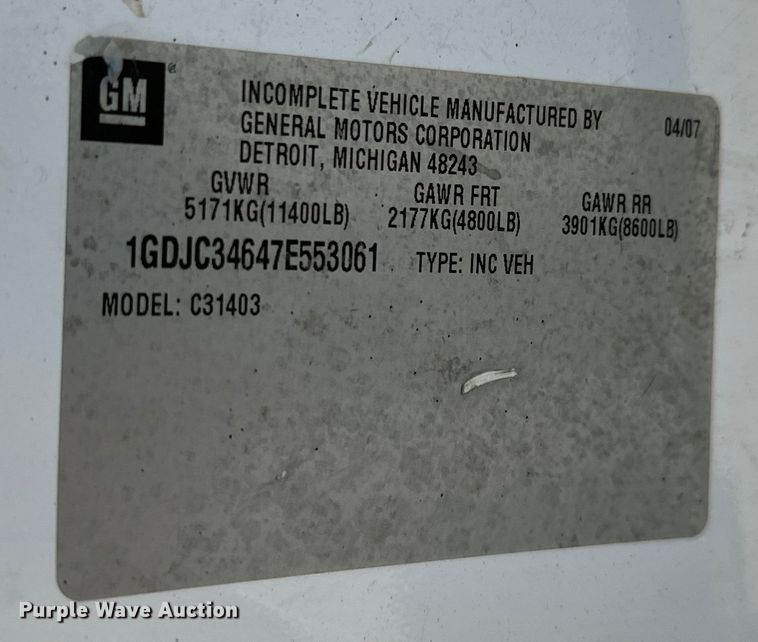 GM
INCOMPLETE VEHICLE MANUFACTURED BY
GENERAL MOTORS CORPORATION
DETROIT, MICHIGAN 48243
04/07
GVWR GAWR FRT GAWR RR
5171KG(11400LB) 2177KG(4800LB) 3901KG(8600LB)
1GDJC34647E553061 TYPE: INC VEH
MODEL: C31403
Purple Wave Auction